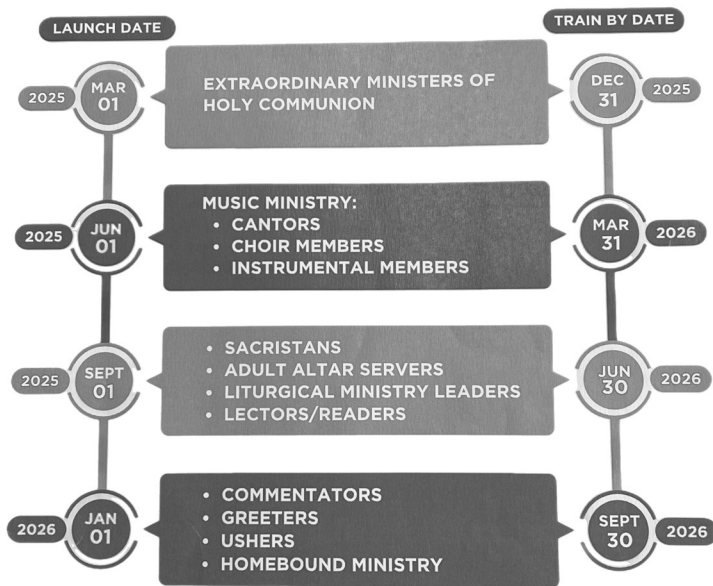 LAUNCH DATE
TRAIN BY DATE
2025
MAR
01
EXTRAORDINARY MINISTERS OF
HOLY COMMUNION
DEC
31
2025
2025
JUN
01
MUSIC MINISTRY:
• CANTORS
• CHOIR MEMBERS
• INSTRUMENTAL MEMBERS
MAR
31
2026
2025
SEPT
01
• SACRISTANS
• ADULT ALTAR SERVERS
• LITURGICAL MINISTRY LEADERS
• LECTORS/READERS
JUN
30
2026
2026
JAN
01
• COMMENTATORS
• GREETERS
• USHERS
• HOMEBOUND MINISTRY
SEPT
30
2026